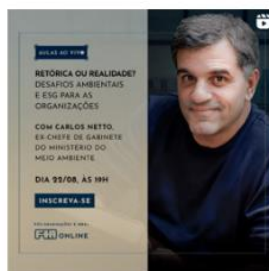 AULAS AO VIVO
RETÓRICA OU REALIDADE?
DESAFIOS AMBIENTAIS
E ESG PARA AS
ORGANIZAÇÕES
COM CARLOS NETTO,
EX-CHEFE DE GABINETE
DO MINISTÉRIO DO
MEIO AMBIENTE
DIA 22/08, ÀS 19H
INSCREVA-SE
ONLINE